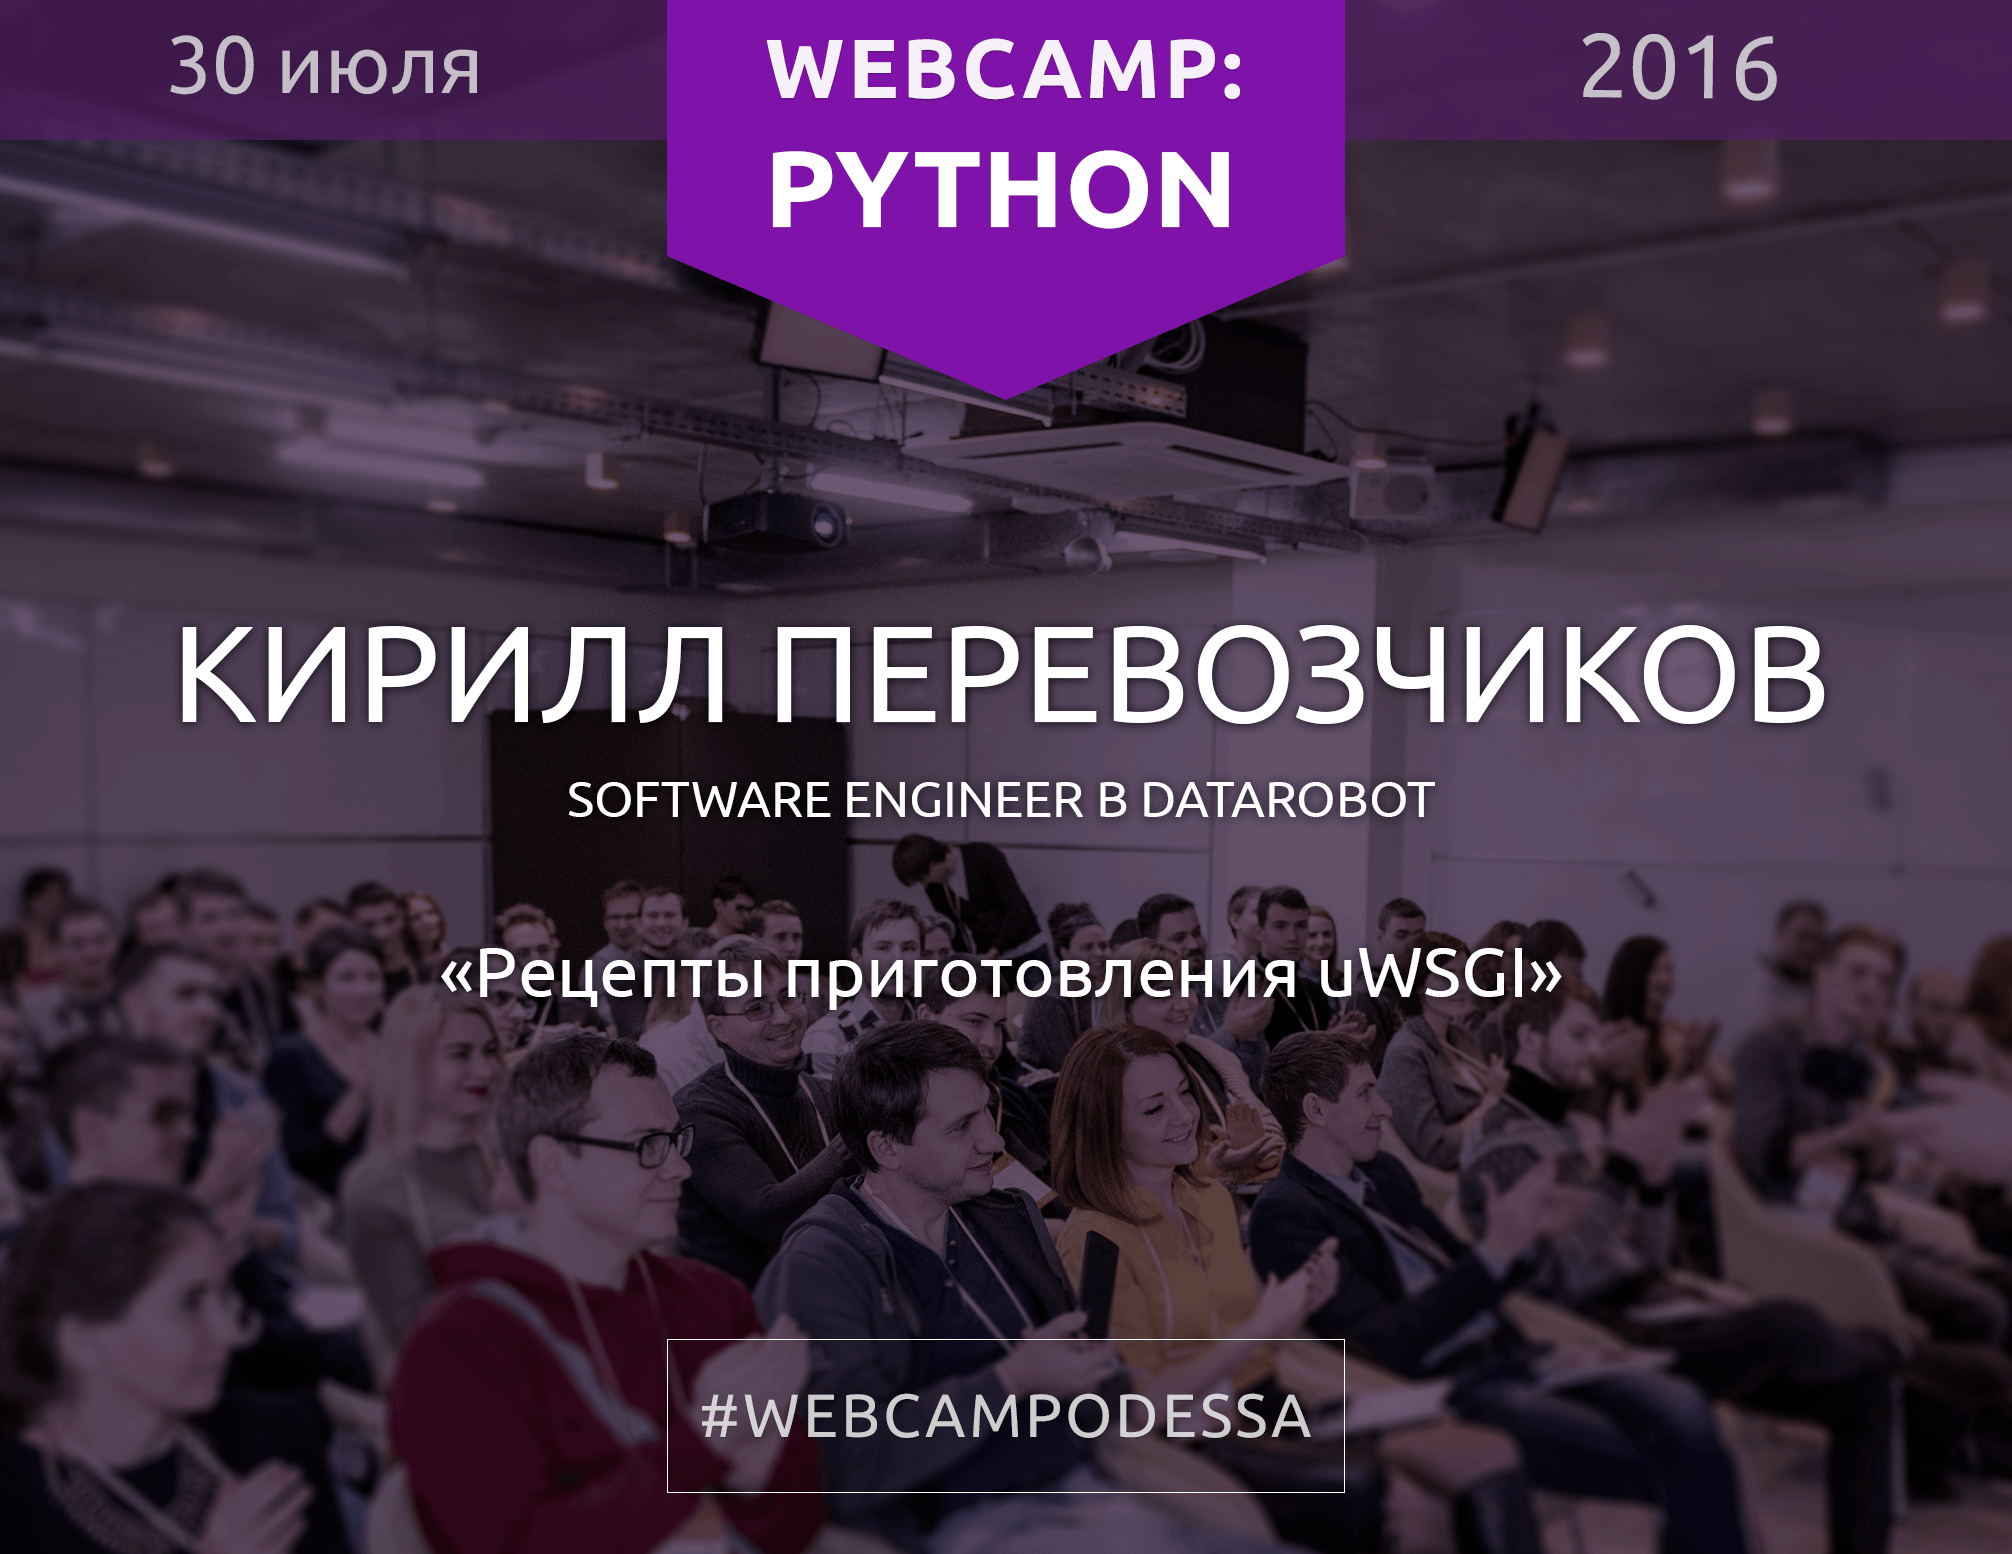 30 июля
WEBCAMP:
PYTHON
2016
КИРИЛЛ ПЕРЕВОЗЧИКОВ
SOFTWARE ENGINEER В DATAROBOT
«Рецепты приготовления uWSGI»
#WEBCAMPODESSA